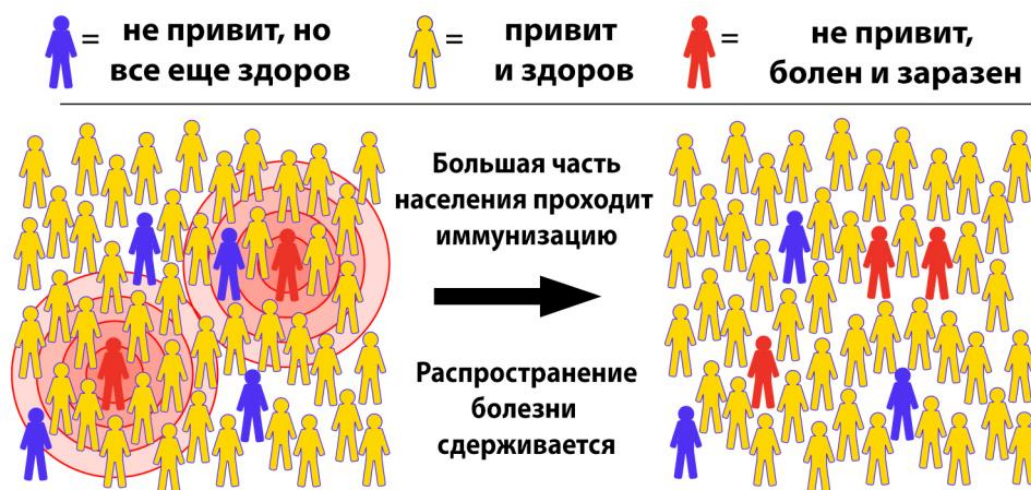 = не привит, но
все еще здоров
= привит
и здоров
= не привит,
болен и заразен
Большая часть
населения проходит
иммунизацию
Распространение
болезни
сдерживается